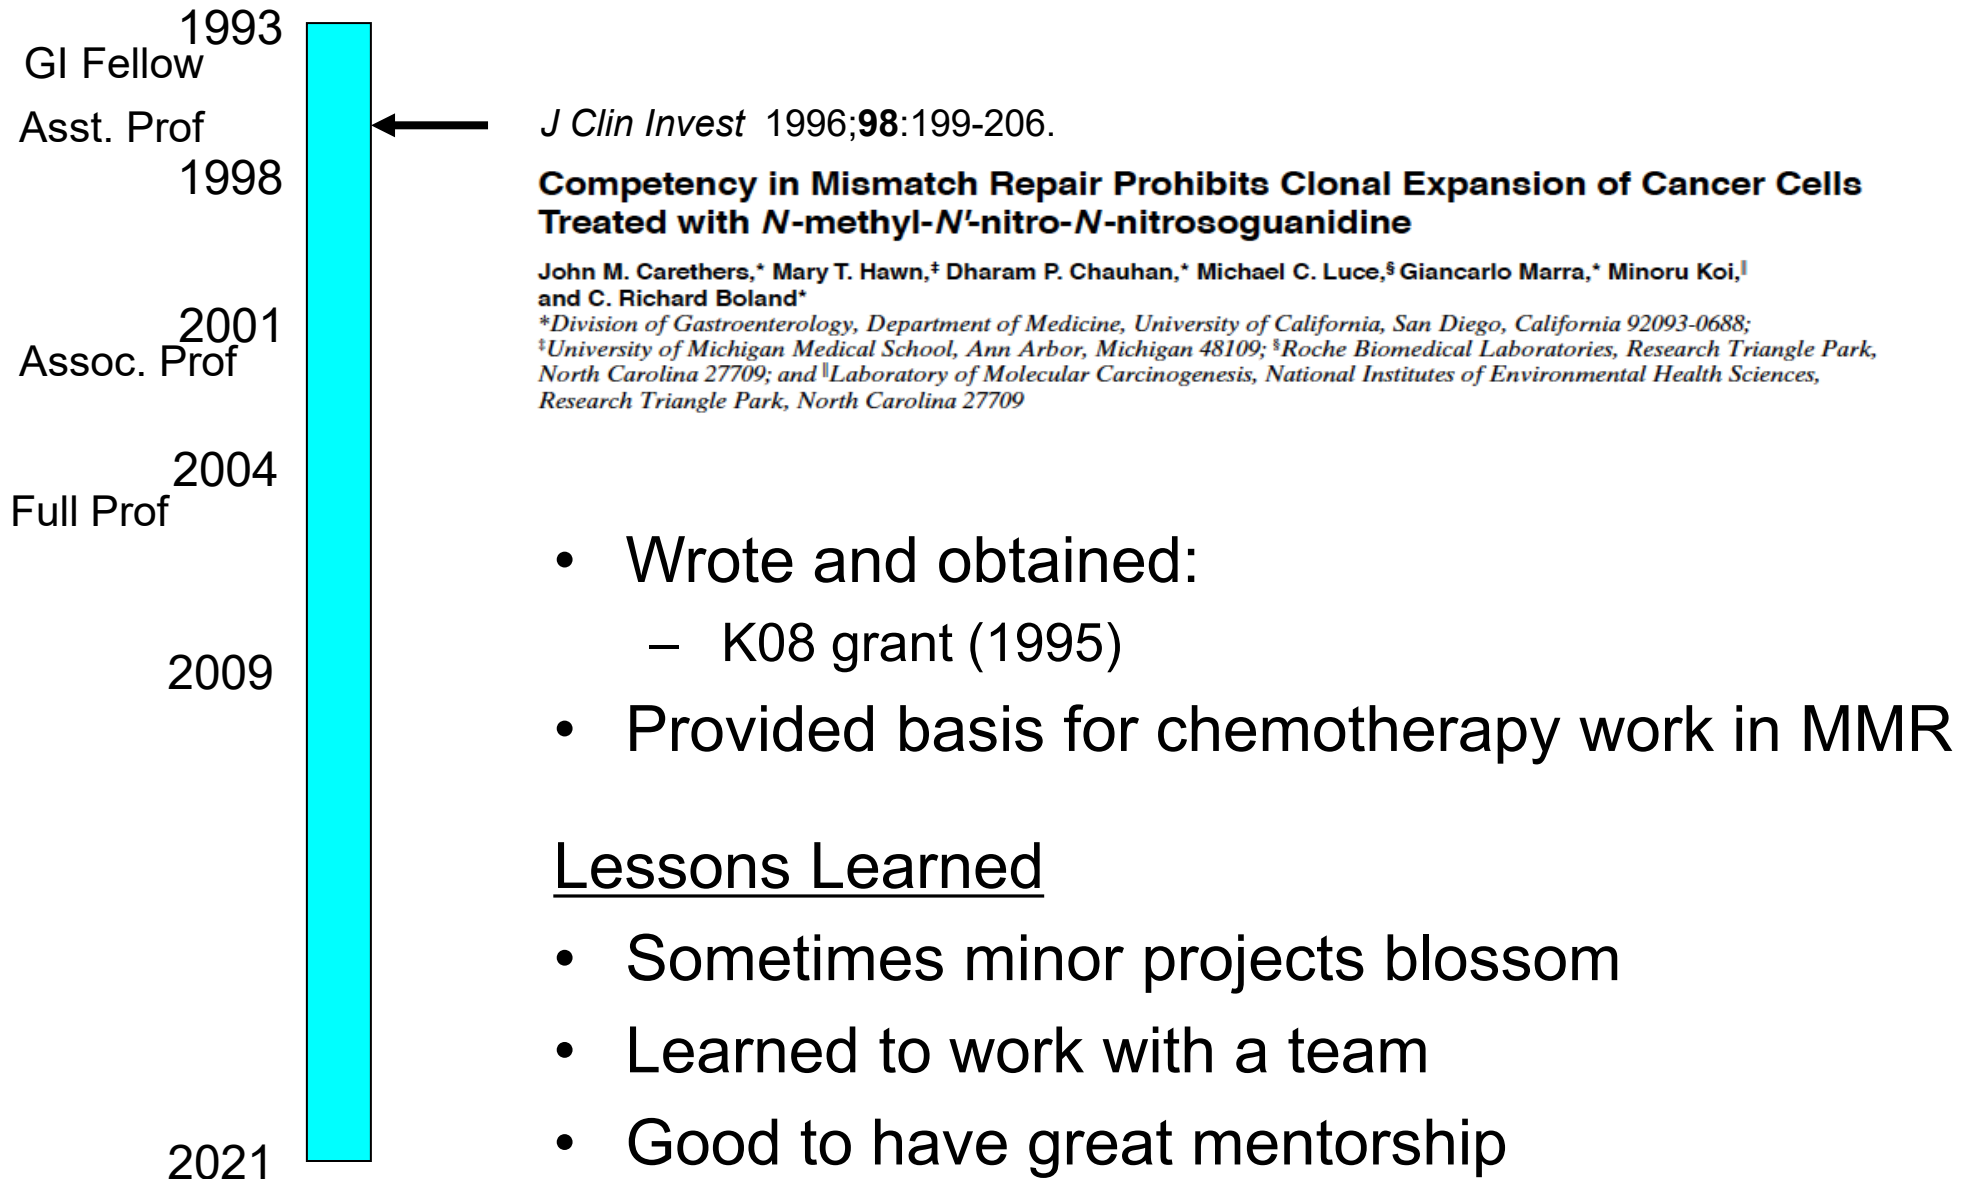 1993
GI Fellow
Asst. Prof
1998
2001
Assoc. Prof
2004
Full Prof
2009
2021
J Clin Invest 1996;98:199-206.
Competency in Mismatch Repair Prohibits Clonal Expansion of Cancer Cells
Treated with N-methyl-N'-nitro-N-nitrosoguanidine
John M. Carethers,* Mary T. Hawn,‡ Dharam P. Chauhan,* Michael C. Luce,§ Giancarlo Marra,* Minoru Koi,‖
and C. Richard Boland*
*Division of Gastroenterology, Department of Medicine, University of California, San Diego, California 92093-0688;
‡University of Michigan Medical School, Ann Arbor, Michigan 48109; §Roche Biomedical Laboratories, Research Triangle Park,
North Carolina 27709; and ‖Laboratory of Molecular Carcinogenesis, National Institutes of Environmental Health Sciences,
Research Triangle Park, North Carolina 27709
• Wrote and obtained:
– K08 grant (1995)
• Provided basis for chemotherapy work in MMR
Lessons Learned
• Sometimes minor projects blossom
• Learned to work with a team
• Good to have great mentorship